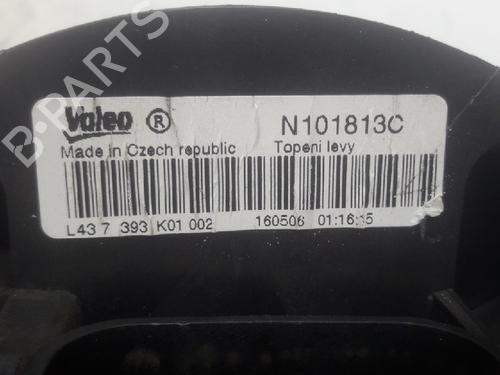 B-PARTS
Valeo ® N101813C
Made in Czech republic Topeni levy
L43 7 393 K01 002 160506 01:16:15